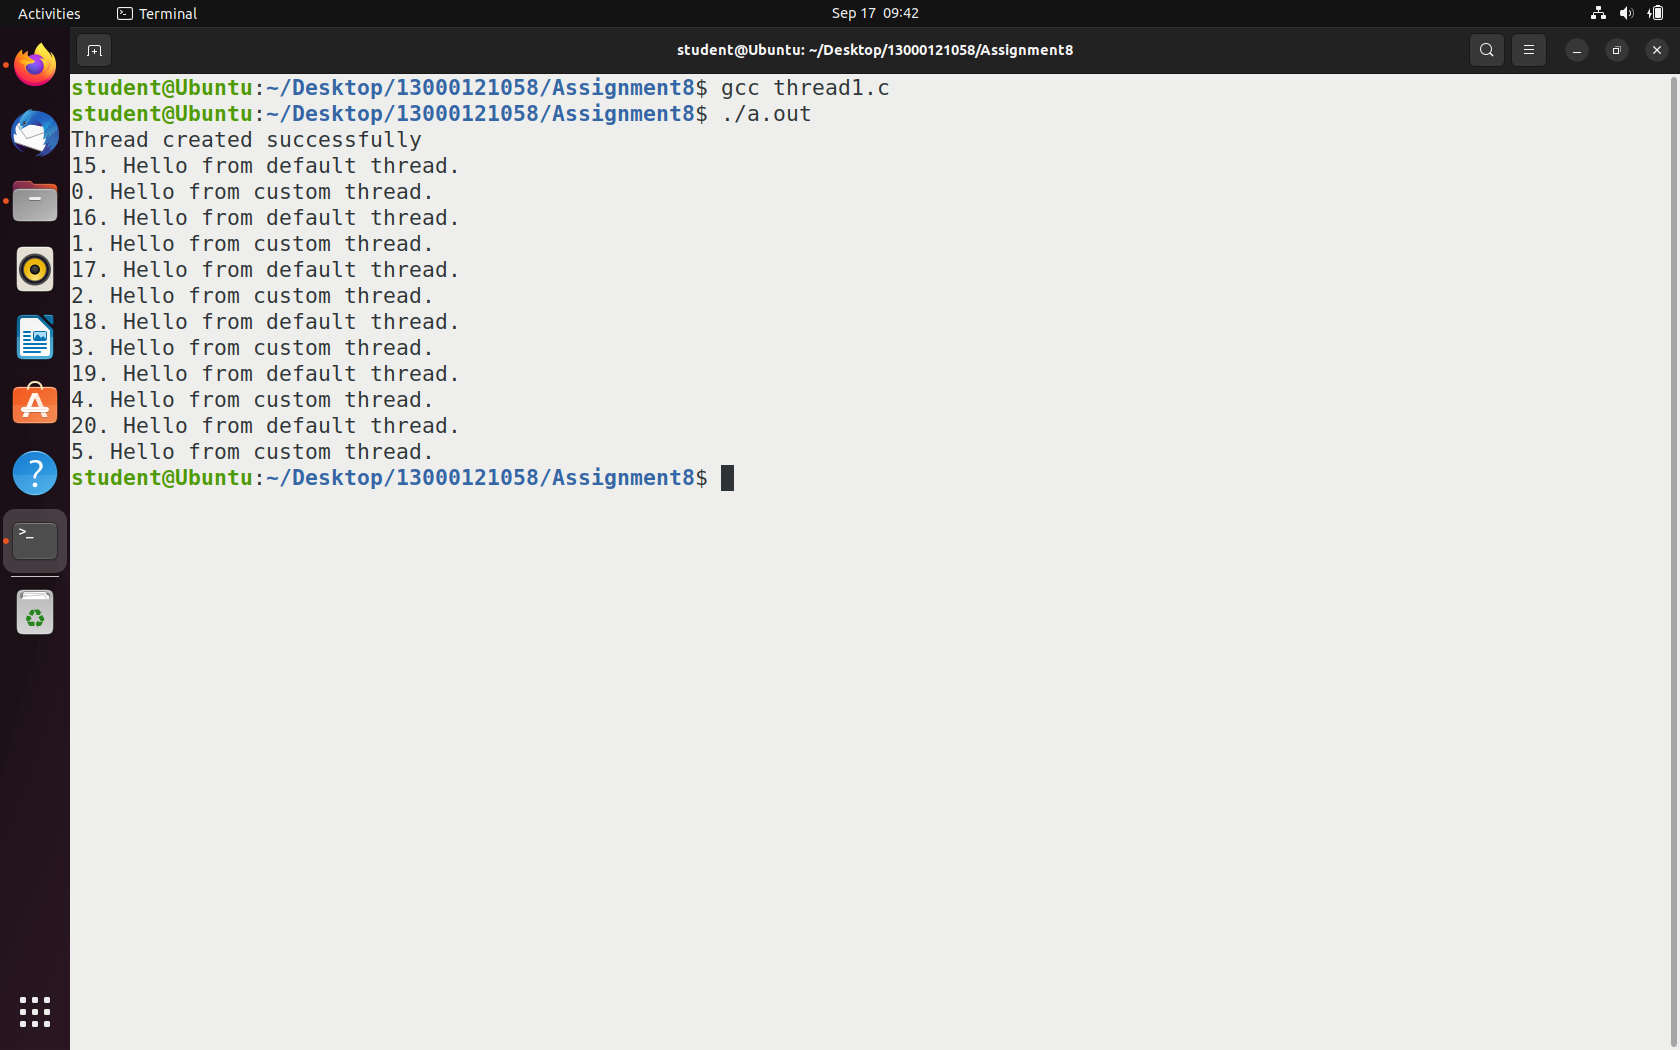 Activities
Terminal
Sep 17 09:42
student@Ubuntu: ~/Desktop/13000121058/Assignment8
student@Ubuntu:~/Desktop/13000121058/Assignment8$ gcc thread1.c
student@Ubuntu:~/Desktop/13000121058/Assignment8$ ./a.out
Thread created successfully
15. Hello from default thread.
0. Hello from custom thread.
16. Hello from default thread.
1. Hello from custom thread.
17. Hello from default thread.
2. Hello from custom thread.
18. Hello from default thread.
3. Hello from custom thread.
19. Hello from default thread.
4. Hello from custom thread.
20. Hello from default thread.
5. Hello from custom thread.
student@Ubuntu:~/Desktop/13000121058/Assignment8$